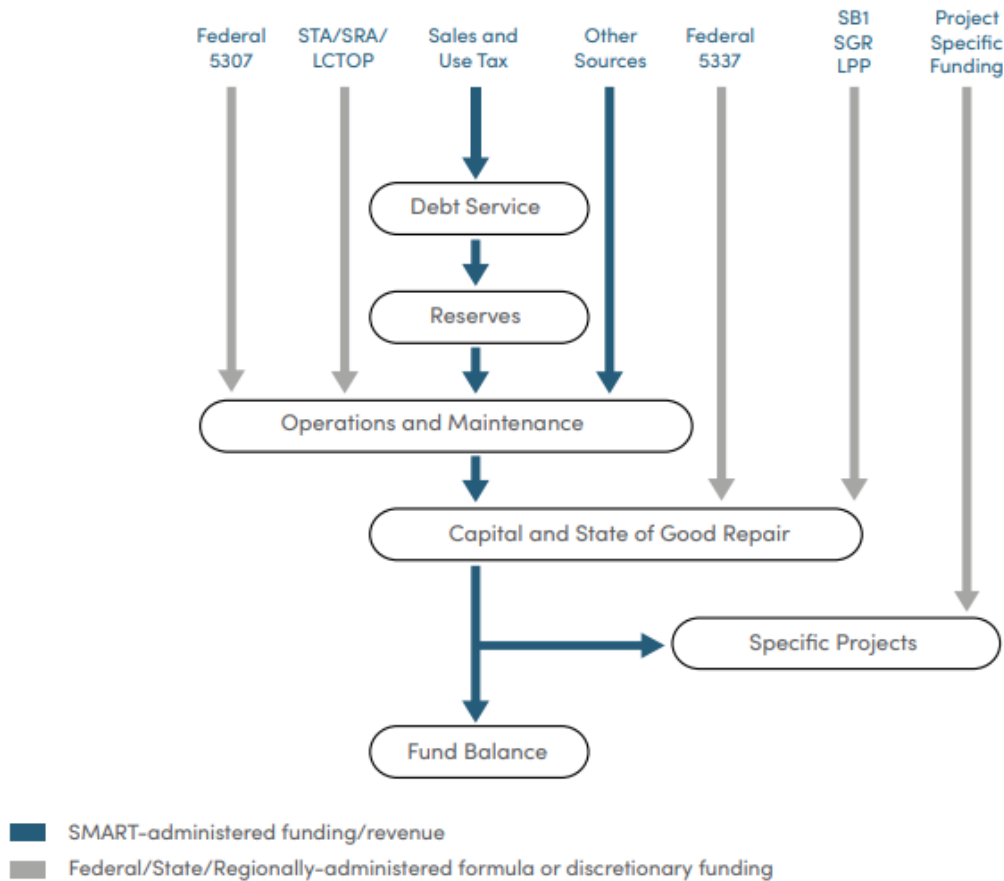 Federal
5307
STA/SRA/
LCTOP
Sales and
Use Tax
Other
Sources
Federal
5337
SB1
SGR
LPP
Project
Specific
Funding
Debt Service
Reserves
Operations and Maintenance
Capital and State of Good Repair
Specific Projects
Fund Balance
SMART-administered funding/revenue
Federal/State/Regionally-administered formula or discretionary funding